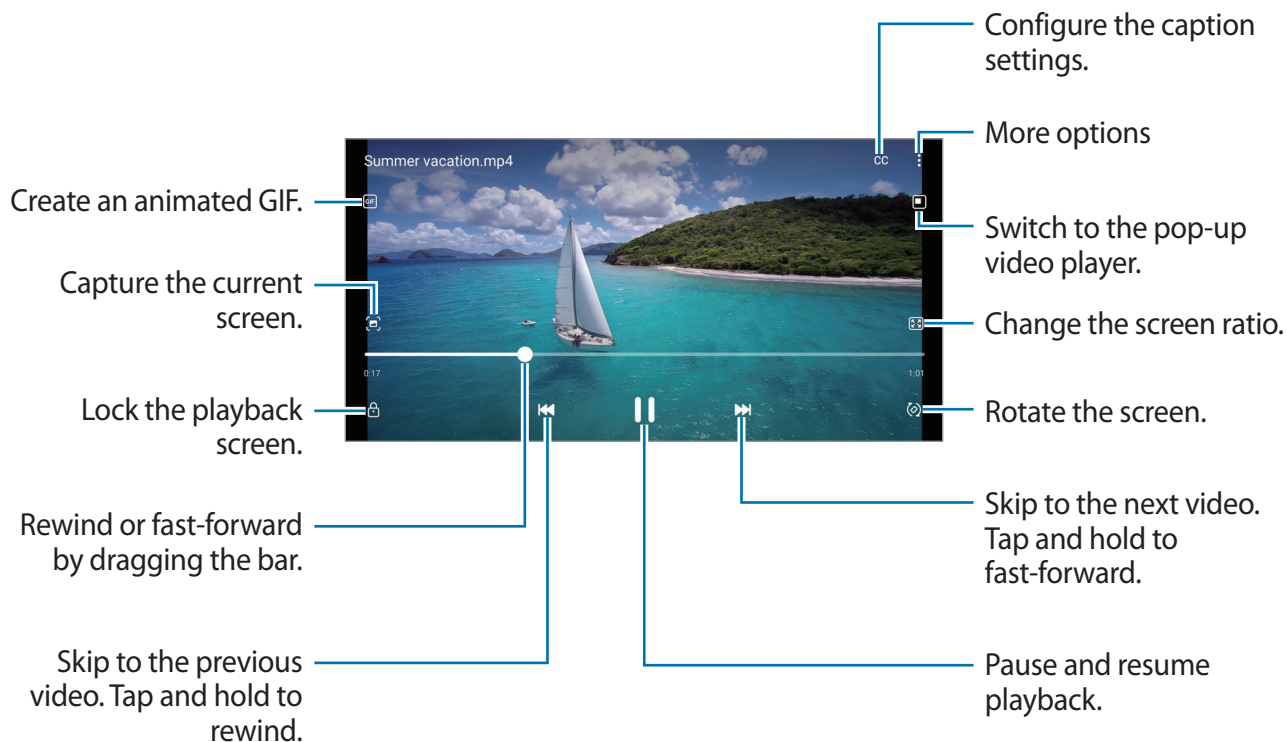 Configure the caption
settings.
More options
Summer vacation.mp4
CC
GIF
Create an animated GIF.
Switch to the pop-up
video player.
Capture the current
screen.
Change the screen ratio.
0:17
1:01
Lock the playback
screen.
Rotate the screen.
Rewind or fast-forward
by dragging the bar.
Skip to the next video.
Tap and hold to
fast-forward.
Skip to the previous
video. Tap and hold to
rewind.
Pause and resume
playback.